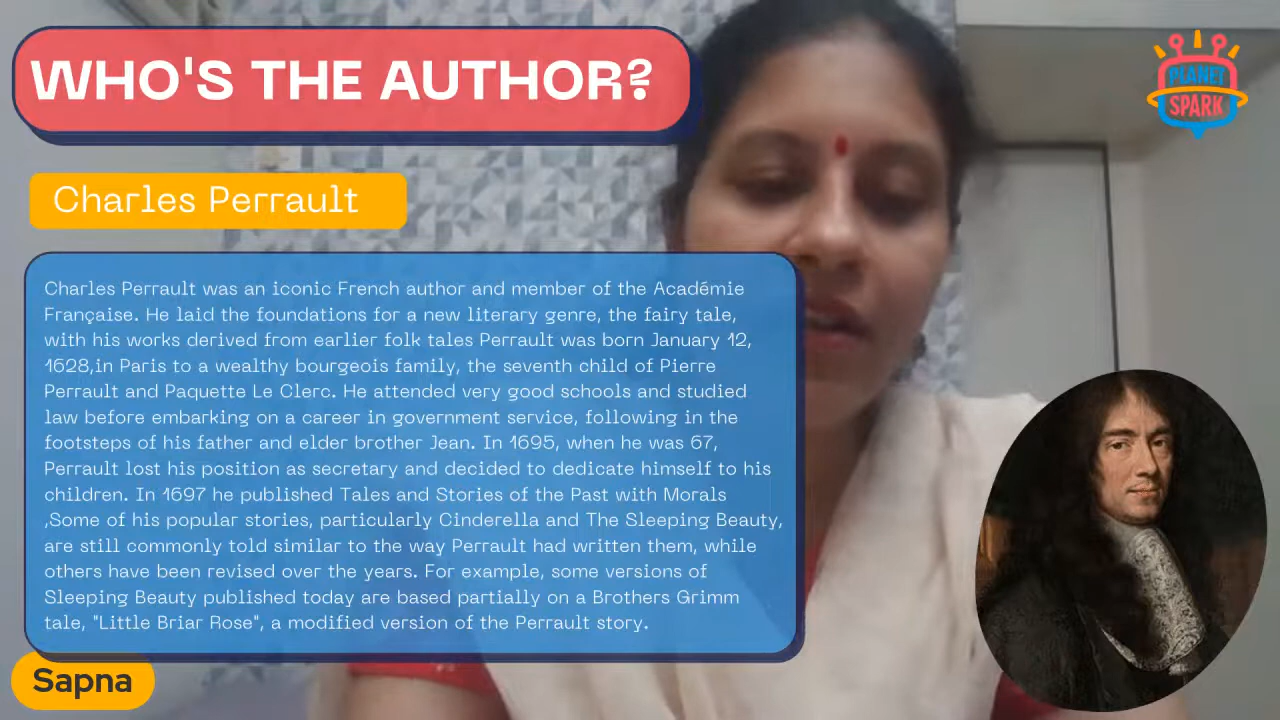 WHO'S THE AUTHOR?
PLANET
SPARK
Charles Perrault
Charles Perrault was an iconic French author and member of the Académie
Française. He laid the foundations for a new literary genre, the fairy tale,
with his works derived from earlier folk tales Perrault was born January 12,
1628,in Paris to a wealthy bourgeois family, the seventh child of Pierre
Perrault and Paquette Le Clerc. He attended very good schools and studied
law before embarking on a career in government service, following in the
footsteps of his father and elder brother Jean. In 1695, when he was 67,
Perrault lost his position as secretary and decided to dedicate himself to his
children. In 1697 he published Tales and Stories of the Past with Morals
,Some of his popular stories, particularly Cinderella and The Sleeping Beauty,
are still commonly told similar to the way Perrault had written them, while
others have been revised over the years. For example, some versions of
Sleeping Beauty published today are based partially on a Brothers Grimm
tale, "Little Briar Rose", a modified version of the Perrault story.
Sapna